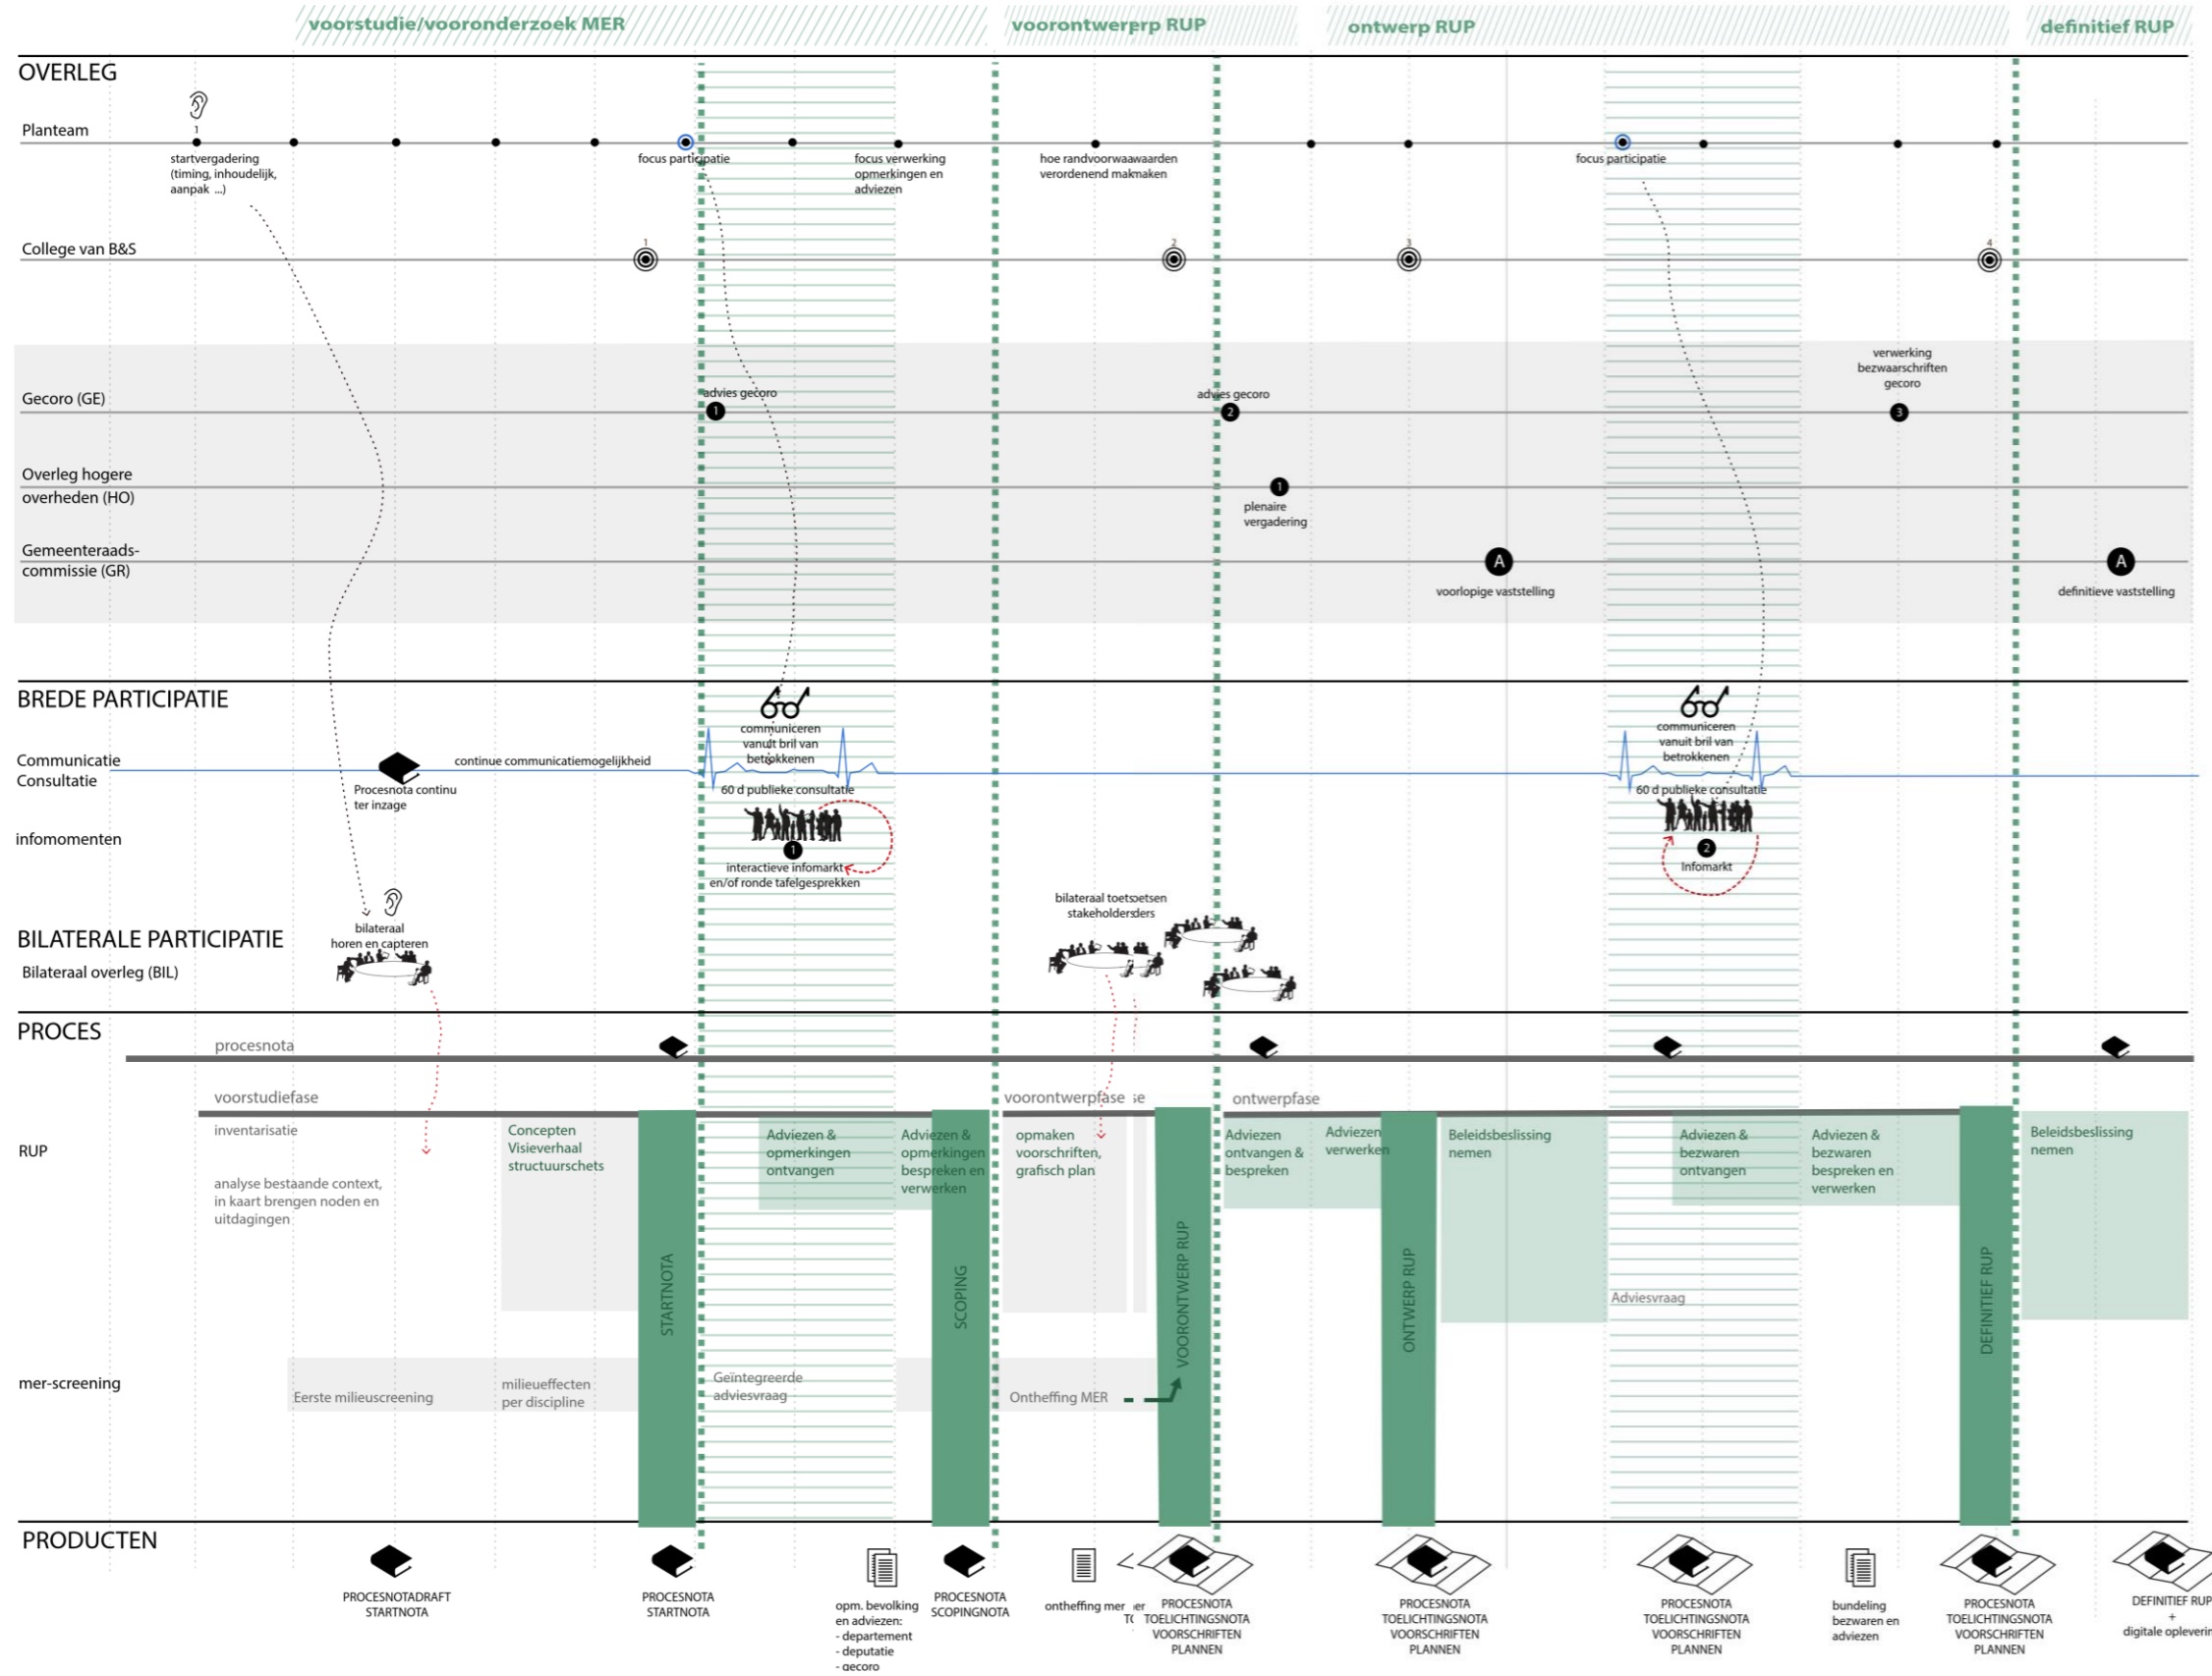 voorstudie/vooronderzoek MER
voorontwererp RUP
ontwerp RUP
definitief RUP
OVERLEG
Planteam
1
startvergadering
(timing, inhoudelijk,
aanpak ...)
focus participatie
focus verwerking
opmerkingen en
adviezen
hoe randvoorwaawaarden
verordenend makmaken
focus participatie
College van B&S
1
2
3
4
Gecoro (GE)
advies gecoro
1
advies gecoro
2
verwerking
bezwaarschriften
gecoro
3
Overleg hogere
overheden (HO)
1
plenaire
vergadering
Gemeenteraads-
commissie (GR)
A
voorlopige vaststelling
A
definitieve vaststelling
BREDE PARTICIPATIE
Communicatie
Consultatie
Procesnota continu
ter inzage
continue communicatiemogelijkheid
communiceren
vanuit bril van
betrokkenen
60 d publieke consultatie
communiceren
vanuit bril van
betrokkenen
60 d publieke consultatie
infomomenten
1
interactieve infomarkt
en/of ronde tafelgesprekken
2
Infomarkt
BILATERALE PARTICIPATIE
Bilateraal overleg (BIL)
bilateraal
horen en capteren
bilateraal toetsoetsen
stakeholdersders
PROCES
procesnota
voorstudiefase
voorontwerpfase se
ontwerpfase
RUP
inventarisatie
analyse bestaande context,
in kaart brengen noden en
uitdagingen
Concepten
Visieverhaal
structuurschets
STARTNOTA
Adviezen &
opmerkingen
ontvangen
Adviezen &
opmerkingen
bespreken en
verwerken
SCOPING
opmaken
voorschriften,
grafisch plan
VOORONTWERP RUP
Adviezen
ontvangen &
bespreken
Adviezen
verwerken
ONTWERP RUP
Beleidsbeslissing
nemen
Adviesvraag
Adviezen &
bezwaren
ontvangen
Adviezen &
bezwaren
bespreken en
verwerken
DEFINITIEF RUP
Beleidsbeslissing
nemen
mer-screening
Eerste milieuscreening
milieueffecten
per discipline
Geïntegreerde
adviesvraag
Ontheffing MER
PRODUCTEN
PROCESNOTADRAFT
STARTNOTA
PROCESNOTA
STARTNOTA
opm. bevolking
en adviezen:
- departement
- deputatie
- gecoro
PROCESNOTA
SCOPINGNOTA
ontheffing mer er
PROCESNOTA
TC TOELICHTINGSNOTA
VOORSCHRIFTEN
PLANNEN
PROCESNOTA
TOELICHTINGSNOTA
VOORSCHRIFTEN
PLANNEN
PROCESNOTA
TOELICHTINGSNOTA
VOORSCHRIFTEN
PLANNEN
bundeling
bezwaren en
adviezen
PROCESNOTA
TOELICHTINGSNOTA
VOORSCHRIFTEN
PLANNEN
DEFINITIEF RUP
+
digitale opleverin